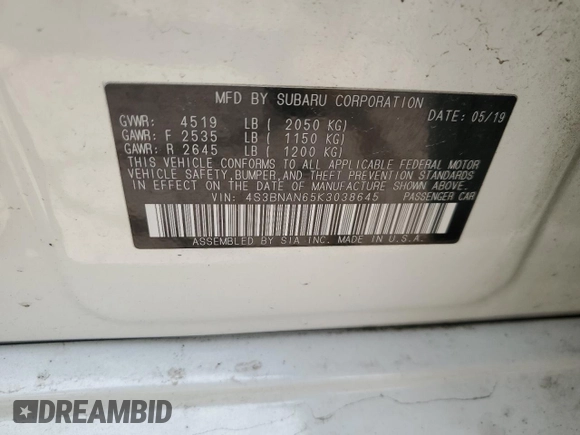 MFD BY SUBARU CORPORATION
GVWR: 4519 LB ( 2050 KG) DATE: 05/19
GAWR: F 2535 LB ( 1150 KG)
GAWR: R 2645 LB ( 1200 KG)
THIS VEHICLE CONFORMS TO ALL APPLICABLE FEDERAL MOTOR
VEHICLE SAFETY,BUMPER,AND THEFT PREVENTION STANDARDS
IN EFFECT ON THE DATE OF MANUFACTURE SHOWN ABOVE.
VIN: 4S3BNAN65K3038645 PASSENGER CAR
ASSEMBLED BY SIA INC. MADE IN U.S.A.
DREAMBID